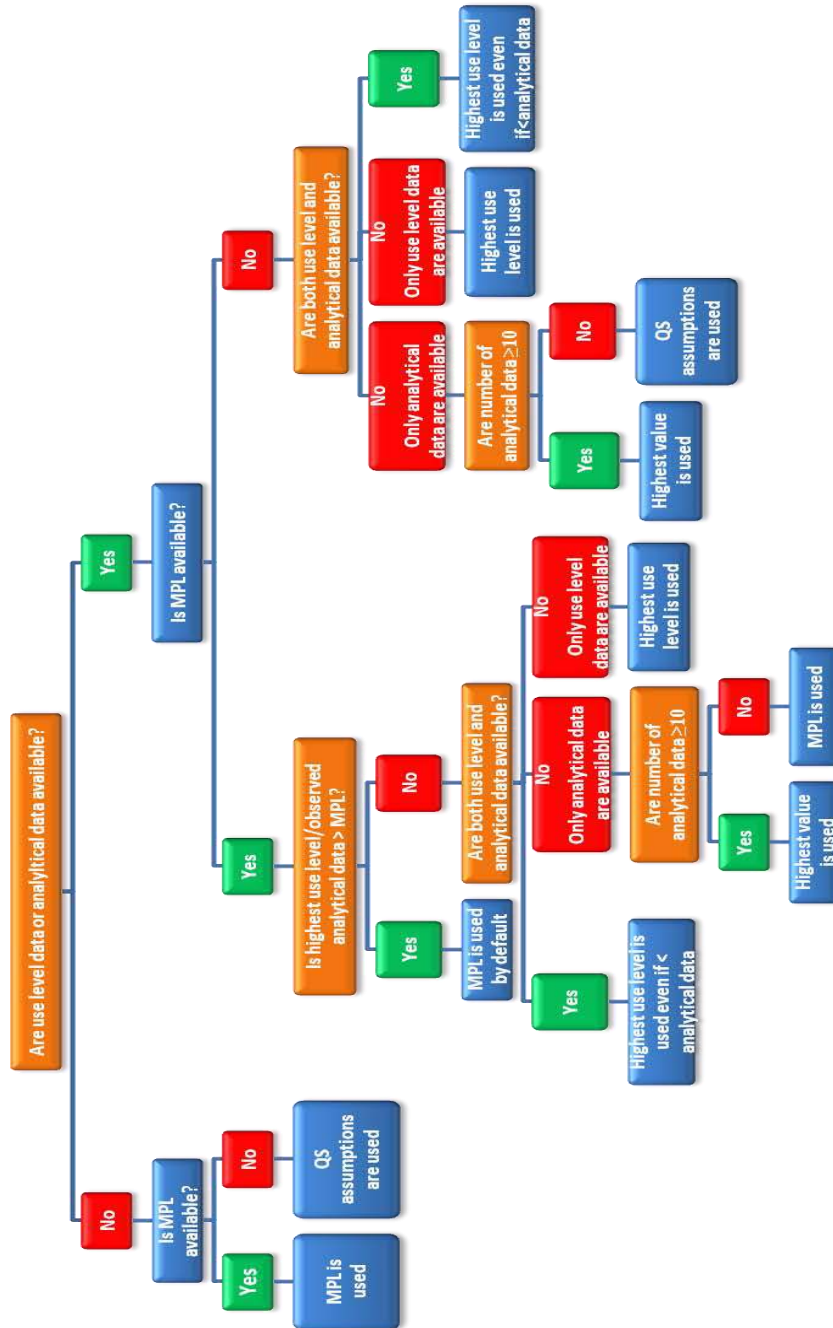 Are use level data or analyltical data available?
No
Is MPL
available?
Yes
MPL is
used
No
QS
assumptions
are used
Yes
Is MPL available?
Yes
Is highest use level/observed
analytical data > MPL?
Yes
MPL is used
by default
No
Are both use level and
analytical data available?
Yes
Highest use level is
used even if <
analytical data
No
Only analytical data
are available
Are number of
analytical data ≥10
Yes
Highest value
is used
No
MPL is used
No
Only use level
data are available
Highest use
level is used
No
Are both use level and
analytical data available?
No
Only analytical
data are available
Are number of
analytical data ≥10
Yes
Highest value
is used
No
QS
assumptions
are used
No
Only use level data
are available
Highest use
level is used
Yes
Highest use level
is used even
if<analytical data